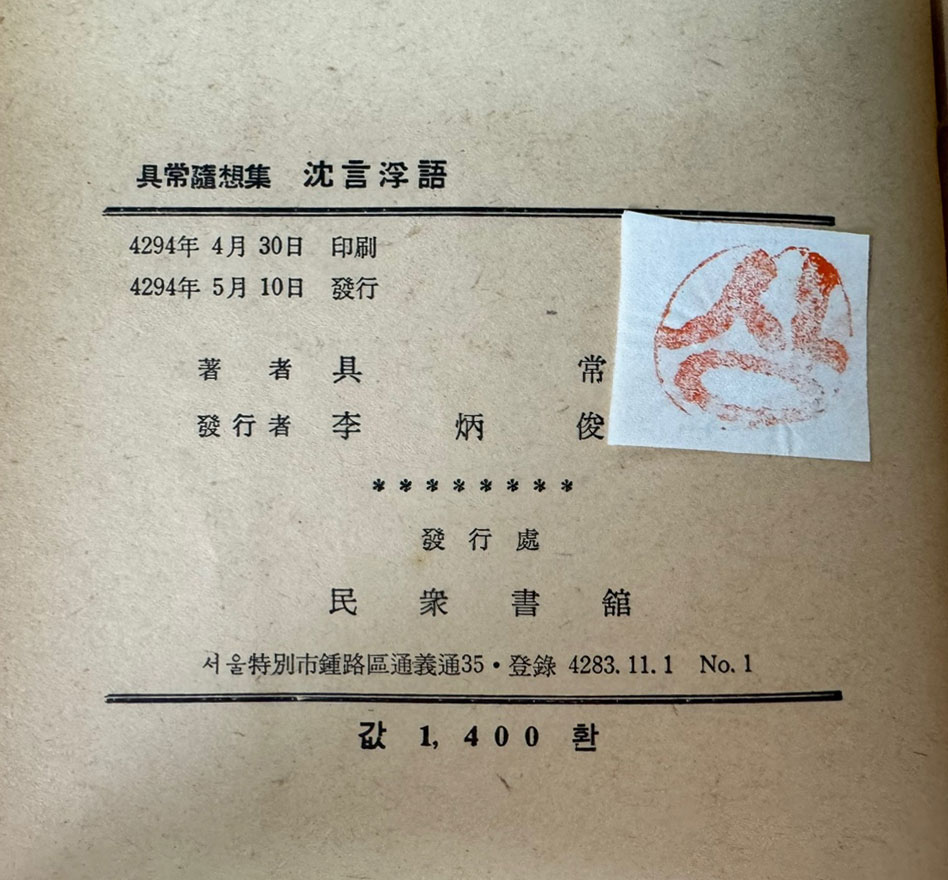 具常隨想集 沈言浮語
4294年 4月 30日 印刷
4294年 5月 10日 發行
著者 具常
發行者 李炳俊
********
發行處
民衆書舘
서울特別市鍾路區通義通35·登錄 4283.11.1 No.1
값 1,400 환
상